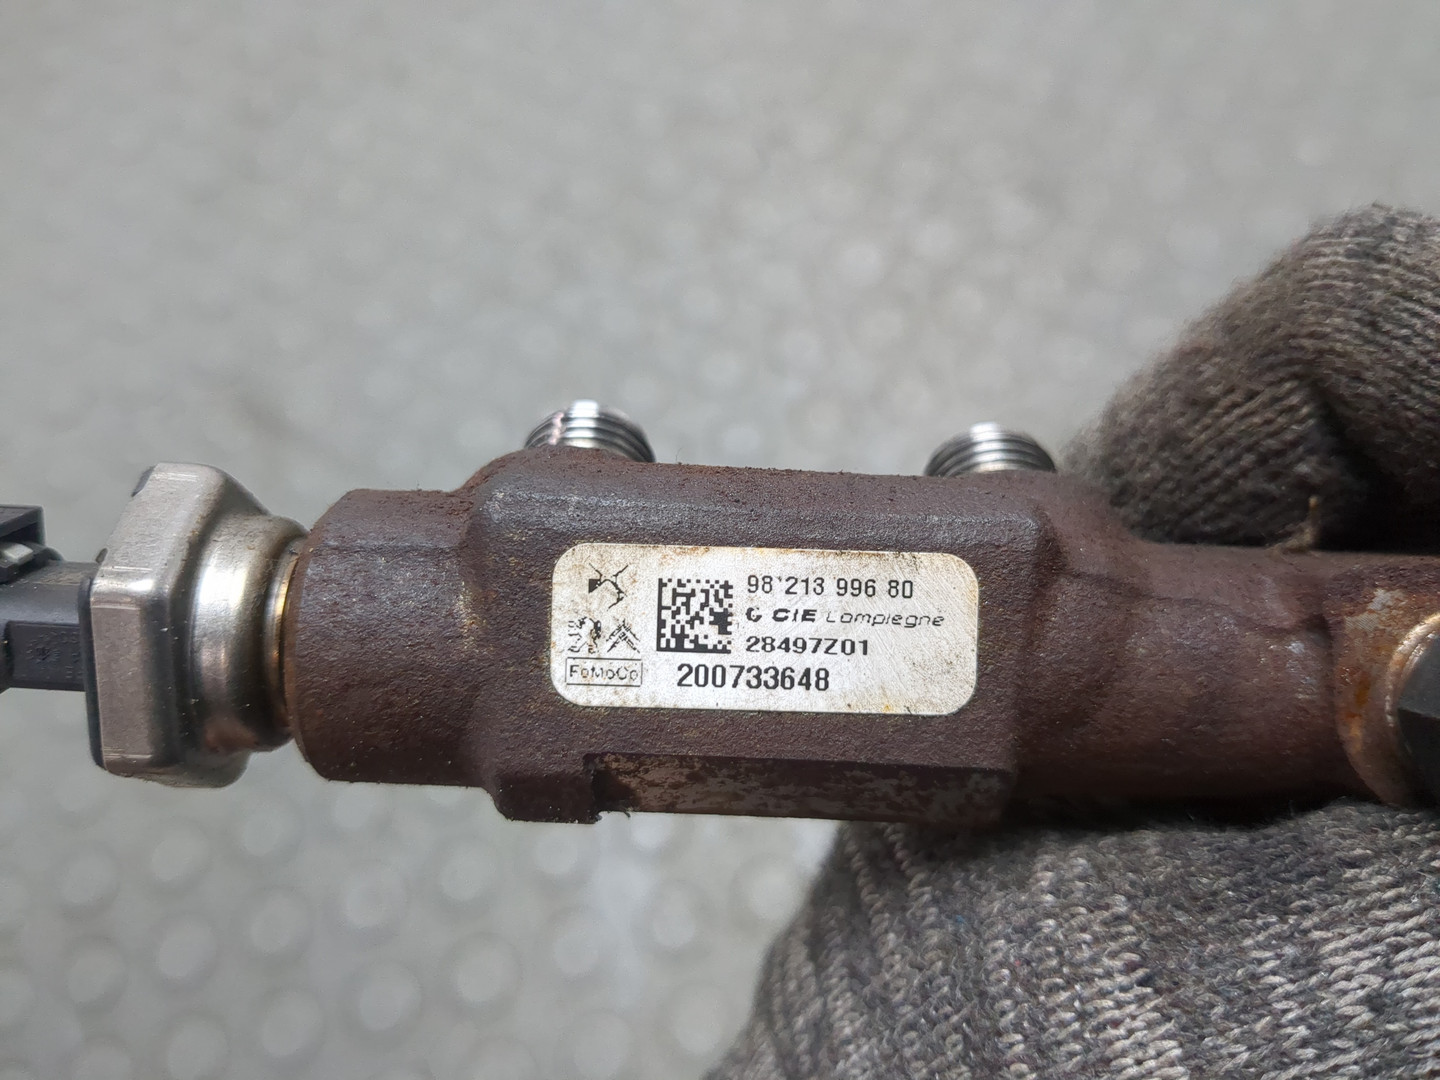 98'213 996 80
CIE Compiegne
28497Z01
FoMoCo
200733648